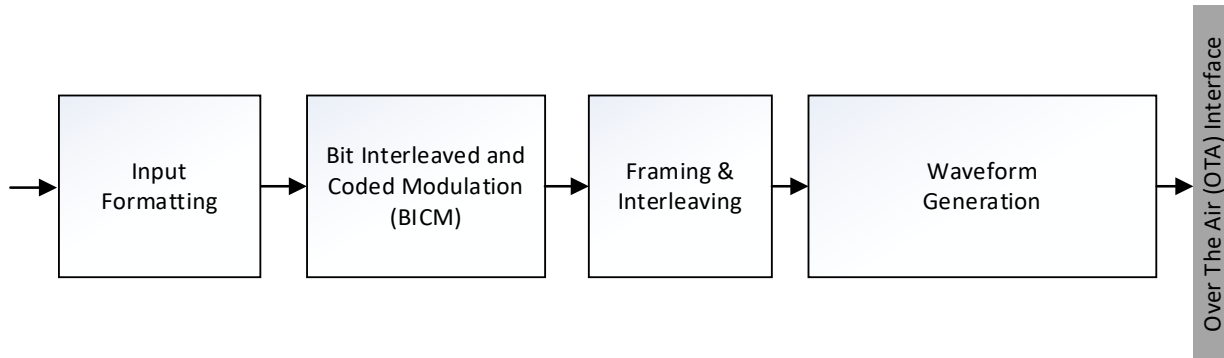 Input
Formatting
Bit Interleaved and
Coded Modulation
(BICM)
Framing &
Interleaving
Waveform
Generation
Over The Air (OTA) Interface